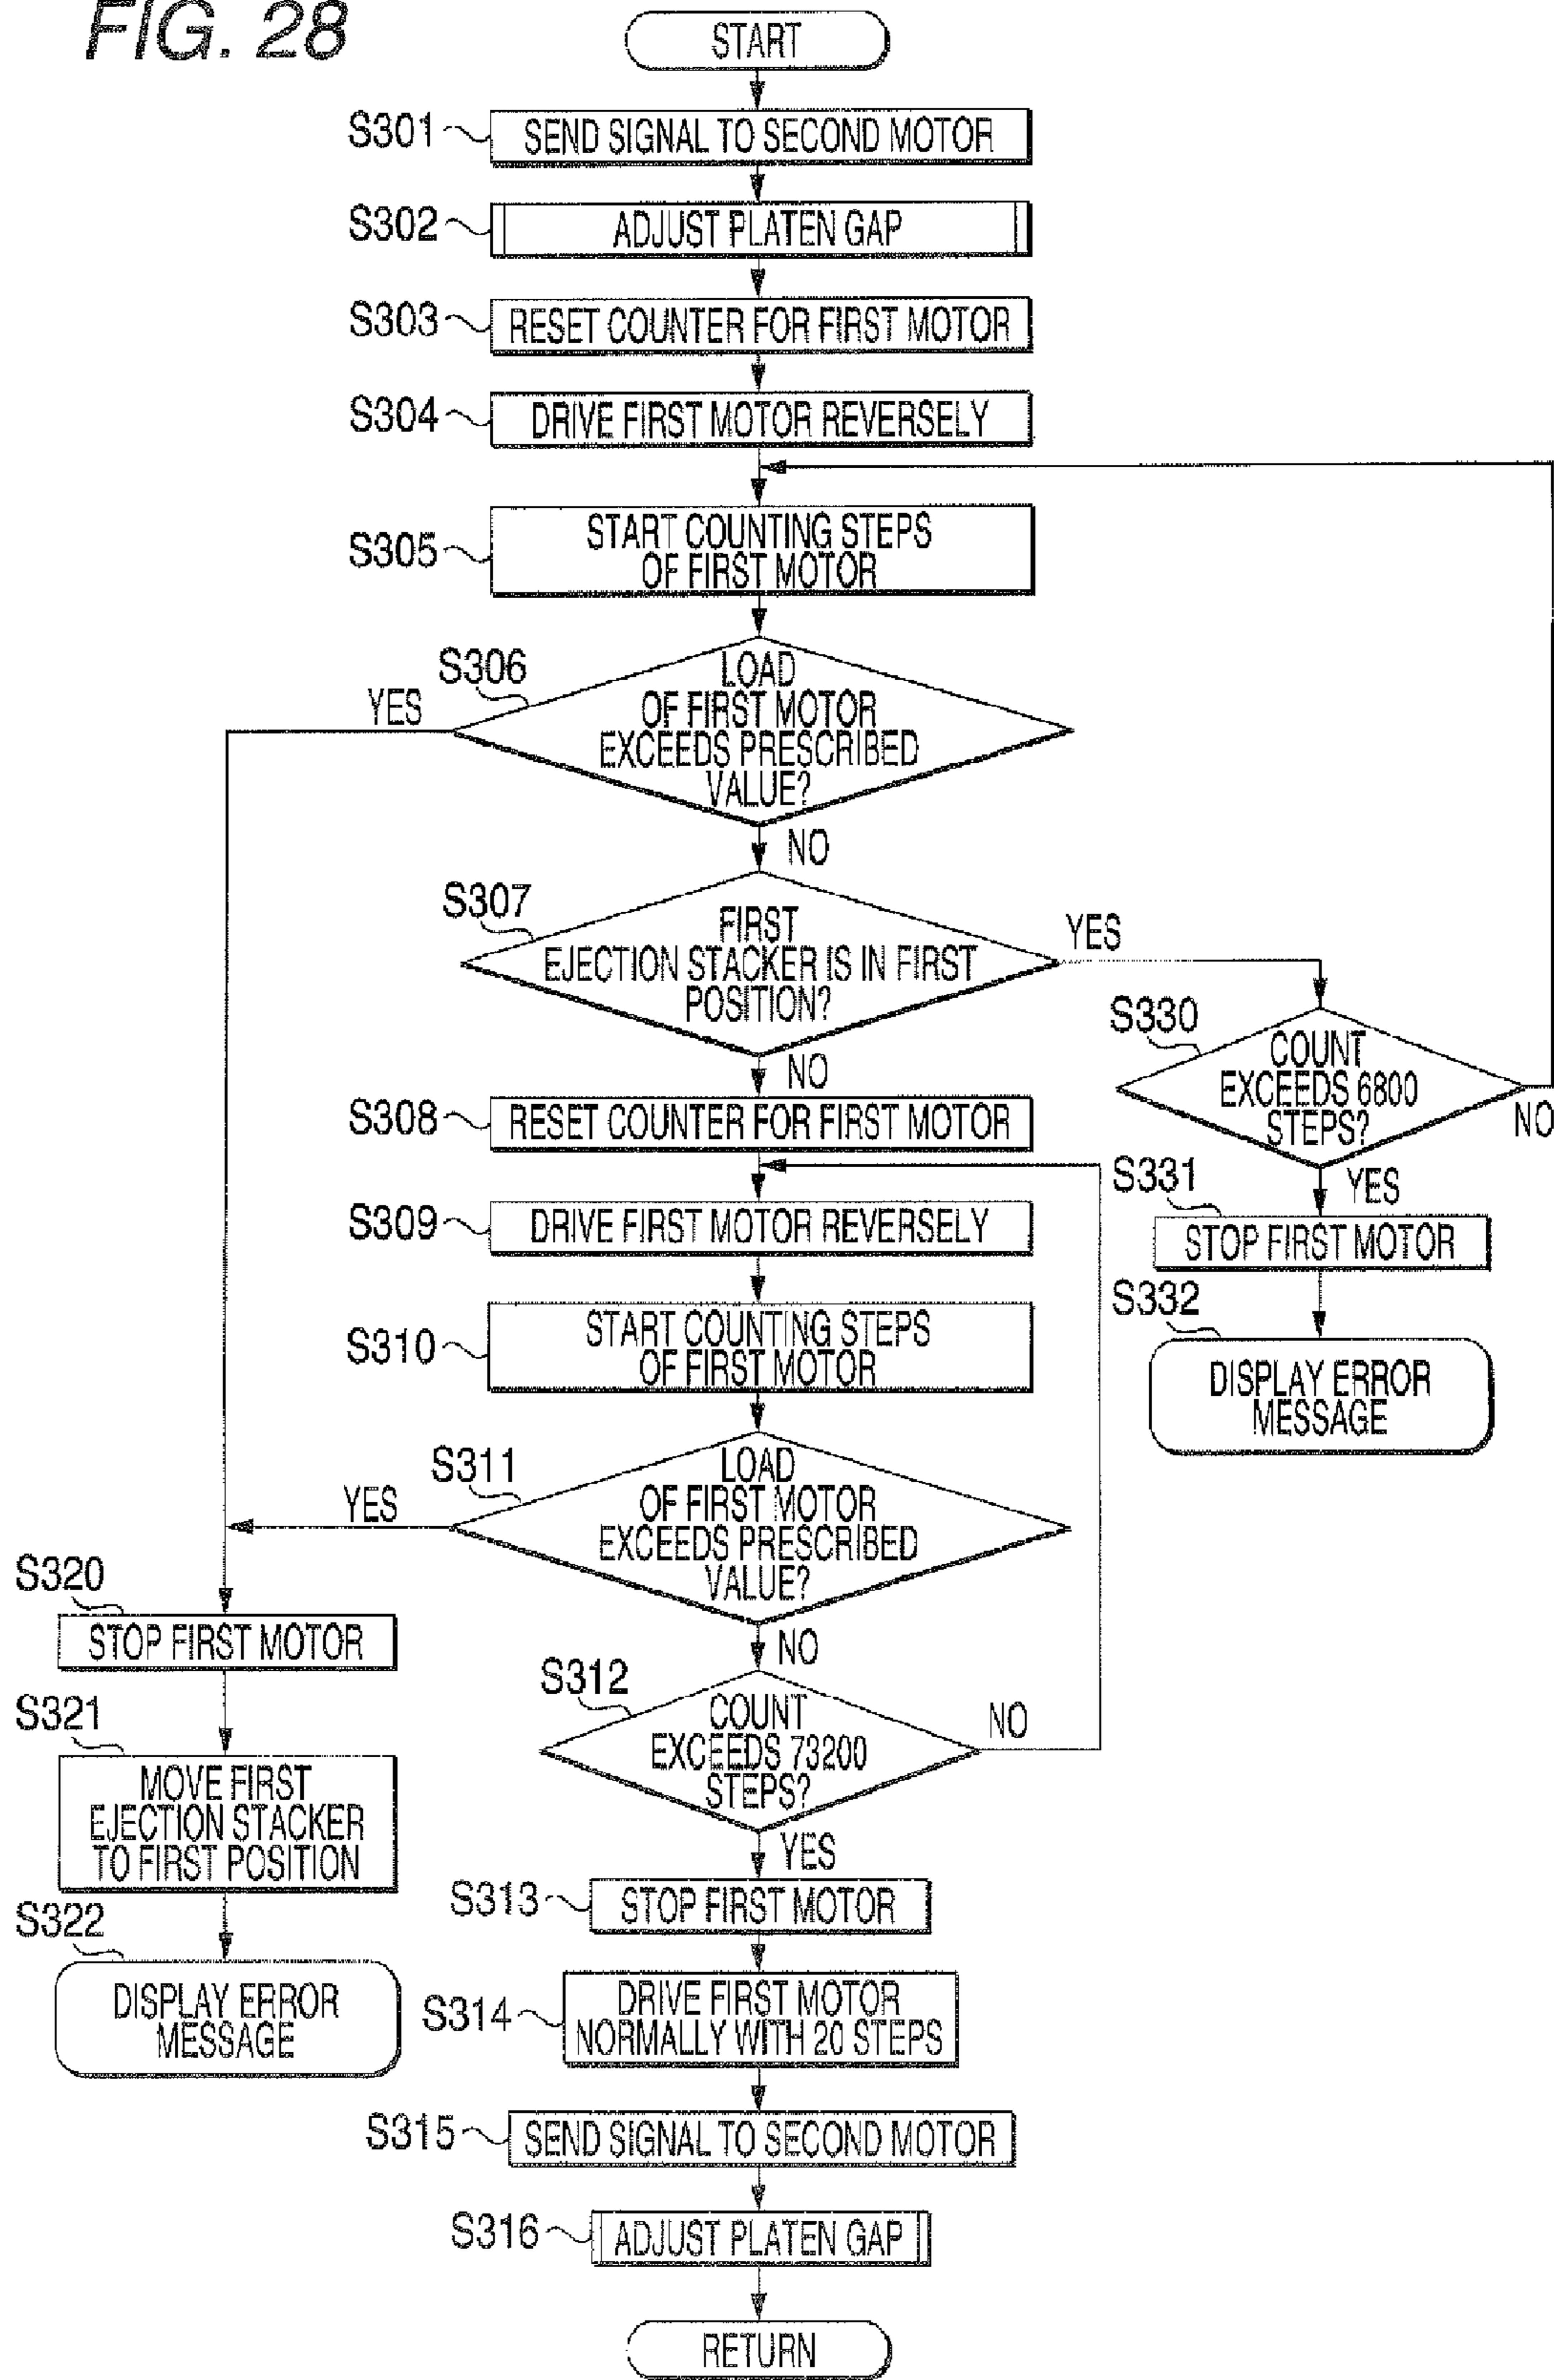 FIG. 28
START
S301
SEND SIGNAL TO SECOND MOTOR
S302
ADJUST PLATEN GAP
S303
RESET COUNTER FOR FIRST MOTOR
S304
DRIVE FIRST MOTOR REVERSELY
S305
START COUNTING STEPS
OF FIRST MOTOR
S306
LOAD
OF FIRST MOTOR
EXCEEDS PRESCRIBED
VALUE?
YES
NO
S307
FIRST
EJECTION STACKER IS IN FIRST
POSITION?
YES
NO
S330
COUNT
EXCEEDS 6800
STEPS?
NO
YES
S308
RESET COUNTER FOR FIRST MOTOR
S331
STOP FIRST MOTOR
S309
DRIVE FIRST MOTOR REVERSELY
S332
DISPLAY ERROR
MESSAGE
S310
START COUNTING STEPS
OF FIRST MOTOR
S311
LOAD
OF FIRST MOTOR
EXCEEDS PRESCRIBED
VALUE?
YES
NO
S320
STOP FIRST MOTOR
S312
COUNT
EXCEEDS 73200
STEPS?
NO
YES
S321
MOVE FIRST
EJECTION STACKER
TO FIRST POSITION
S313
STOP FIRST MOTOR
S322
DISPLAY ERROR
MESSAGE
S314
DRIVE FIRST MOTOR
NORMALLY WITH 20 STEPS
S315
SEND SIGNAL TO SECOND MOTOR
S316
ADJUST PLATEN GAP
RETURN